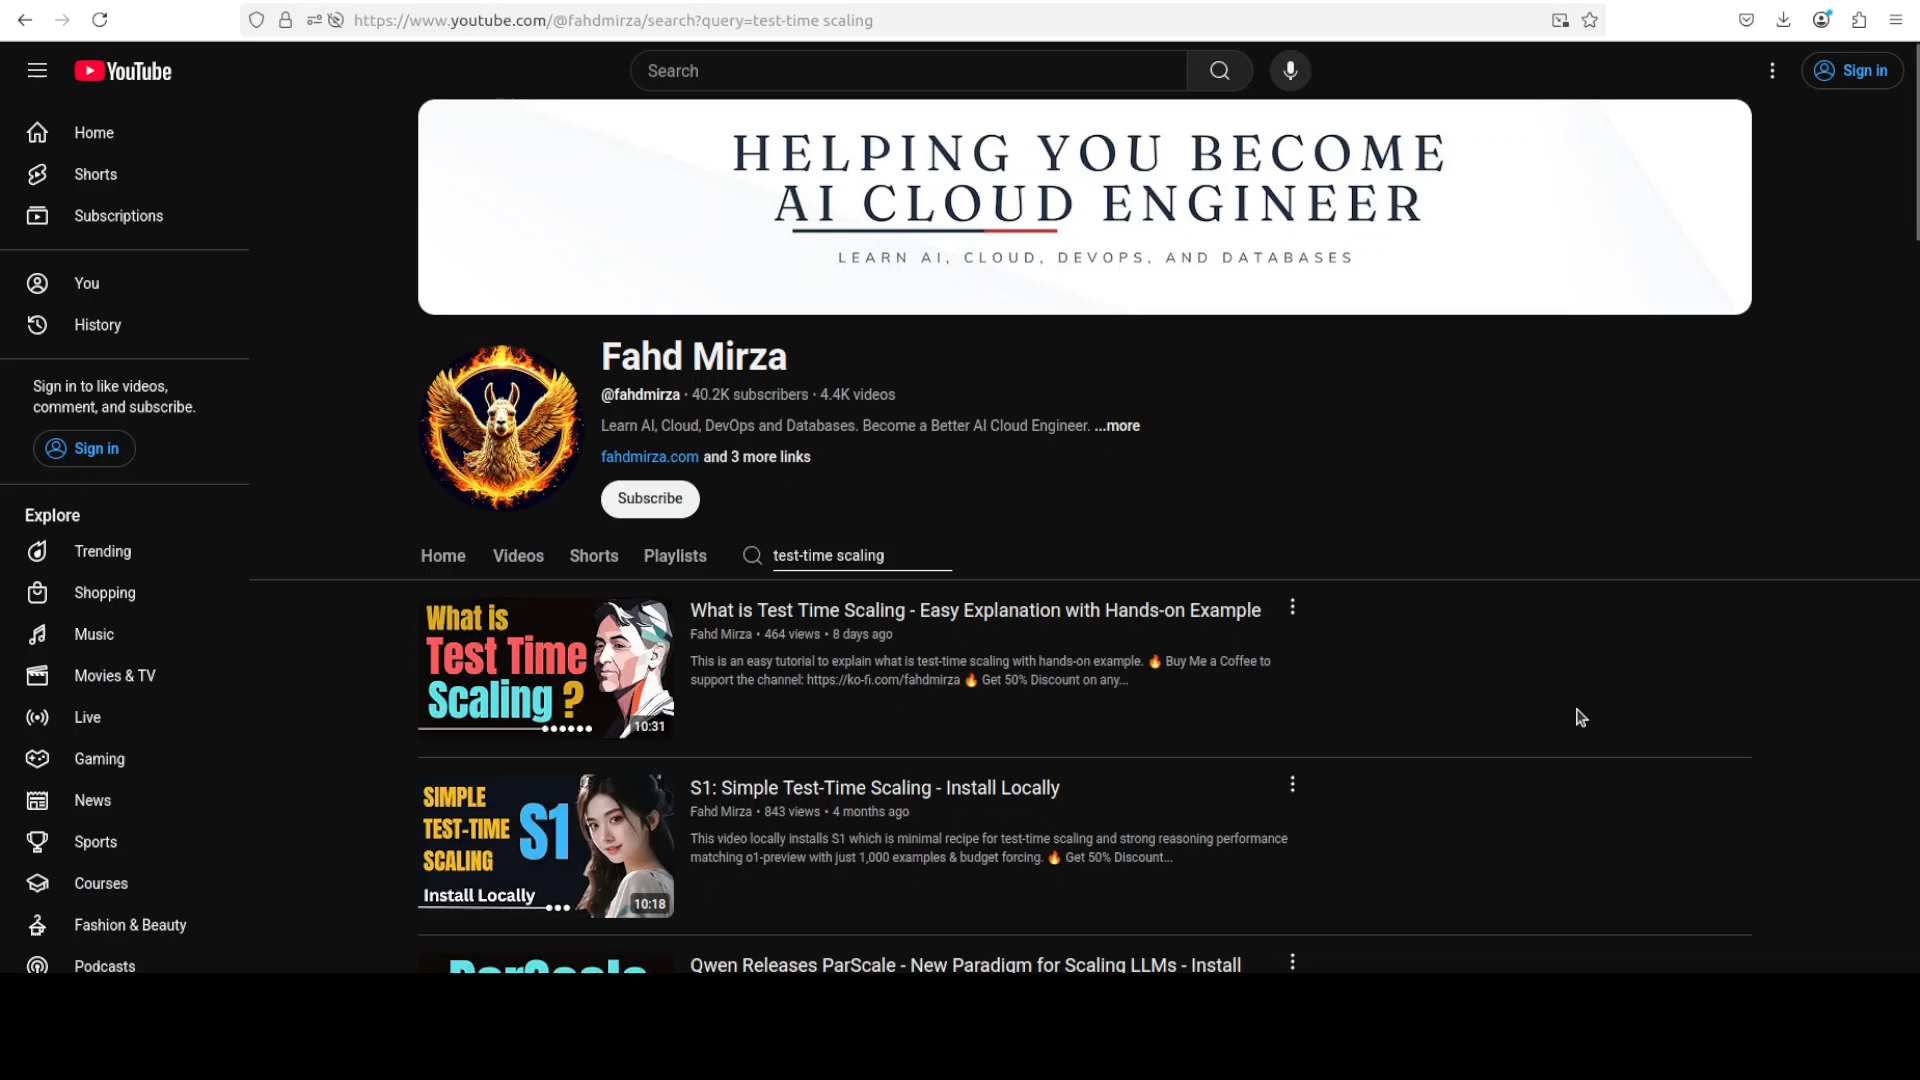 https://www.youtube.com/@fahdmirza/search?query=test-time scaling
YouTube
Search
Sign in
Home
Shorts
Subscriptions
You
History
Sign in to like videos,
comment, and subscribe.
Sign in
Explore
Trending
Shopping
Music
Movies & TV
Live
Gaming
News
Sports
Courses
Fashion & Beauty
Podcasts
HELPING YOU BECOME
AI CLOUD ENGINEER
LEARN AI, CLOUD, DEVOPS, AND DATABASES
Fahd Mirza
@fahdmirza · 40.2K subscribers · 4.4K videos
Learn AI, Cloud, DevOps and Databases. Become a Better AI Cloud Engineer. ...more
fahdmirza.com and 3 more links
Subscribe
Home Videos Shorts Playlists test-time scaling
What is
Test Time
Scaling ?
10:31
What is Test Time Scaling - Easy Explanation with Hands-on Example
Fahd Mirza • 464 views • 8 days ago
This is an easy tutorial to explain what is test-time scaling with hands-on example. 🔥 Buy Me a Coffee to
support the channel: https://ko-fi.com/fahdmirza 🔥 Get 50% Discount on any...
SIMPLE
TEST-TIME
SCALING
S1
Install Locally
10:18
S1: Simple Test-Time Scaling - Install Locally
Fahd Mirza • 843 views • 4 months ago
This video locally installs S1 which is minimal recipe for test-time scaling and strong reasoning performance
matching o1-preview with just 1,000 examples & budget forcing. 🔥 Get 50% Discount...
ParScale
Qwen Releases ParScale - New Paradigm for Scaling LLMs - Install